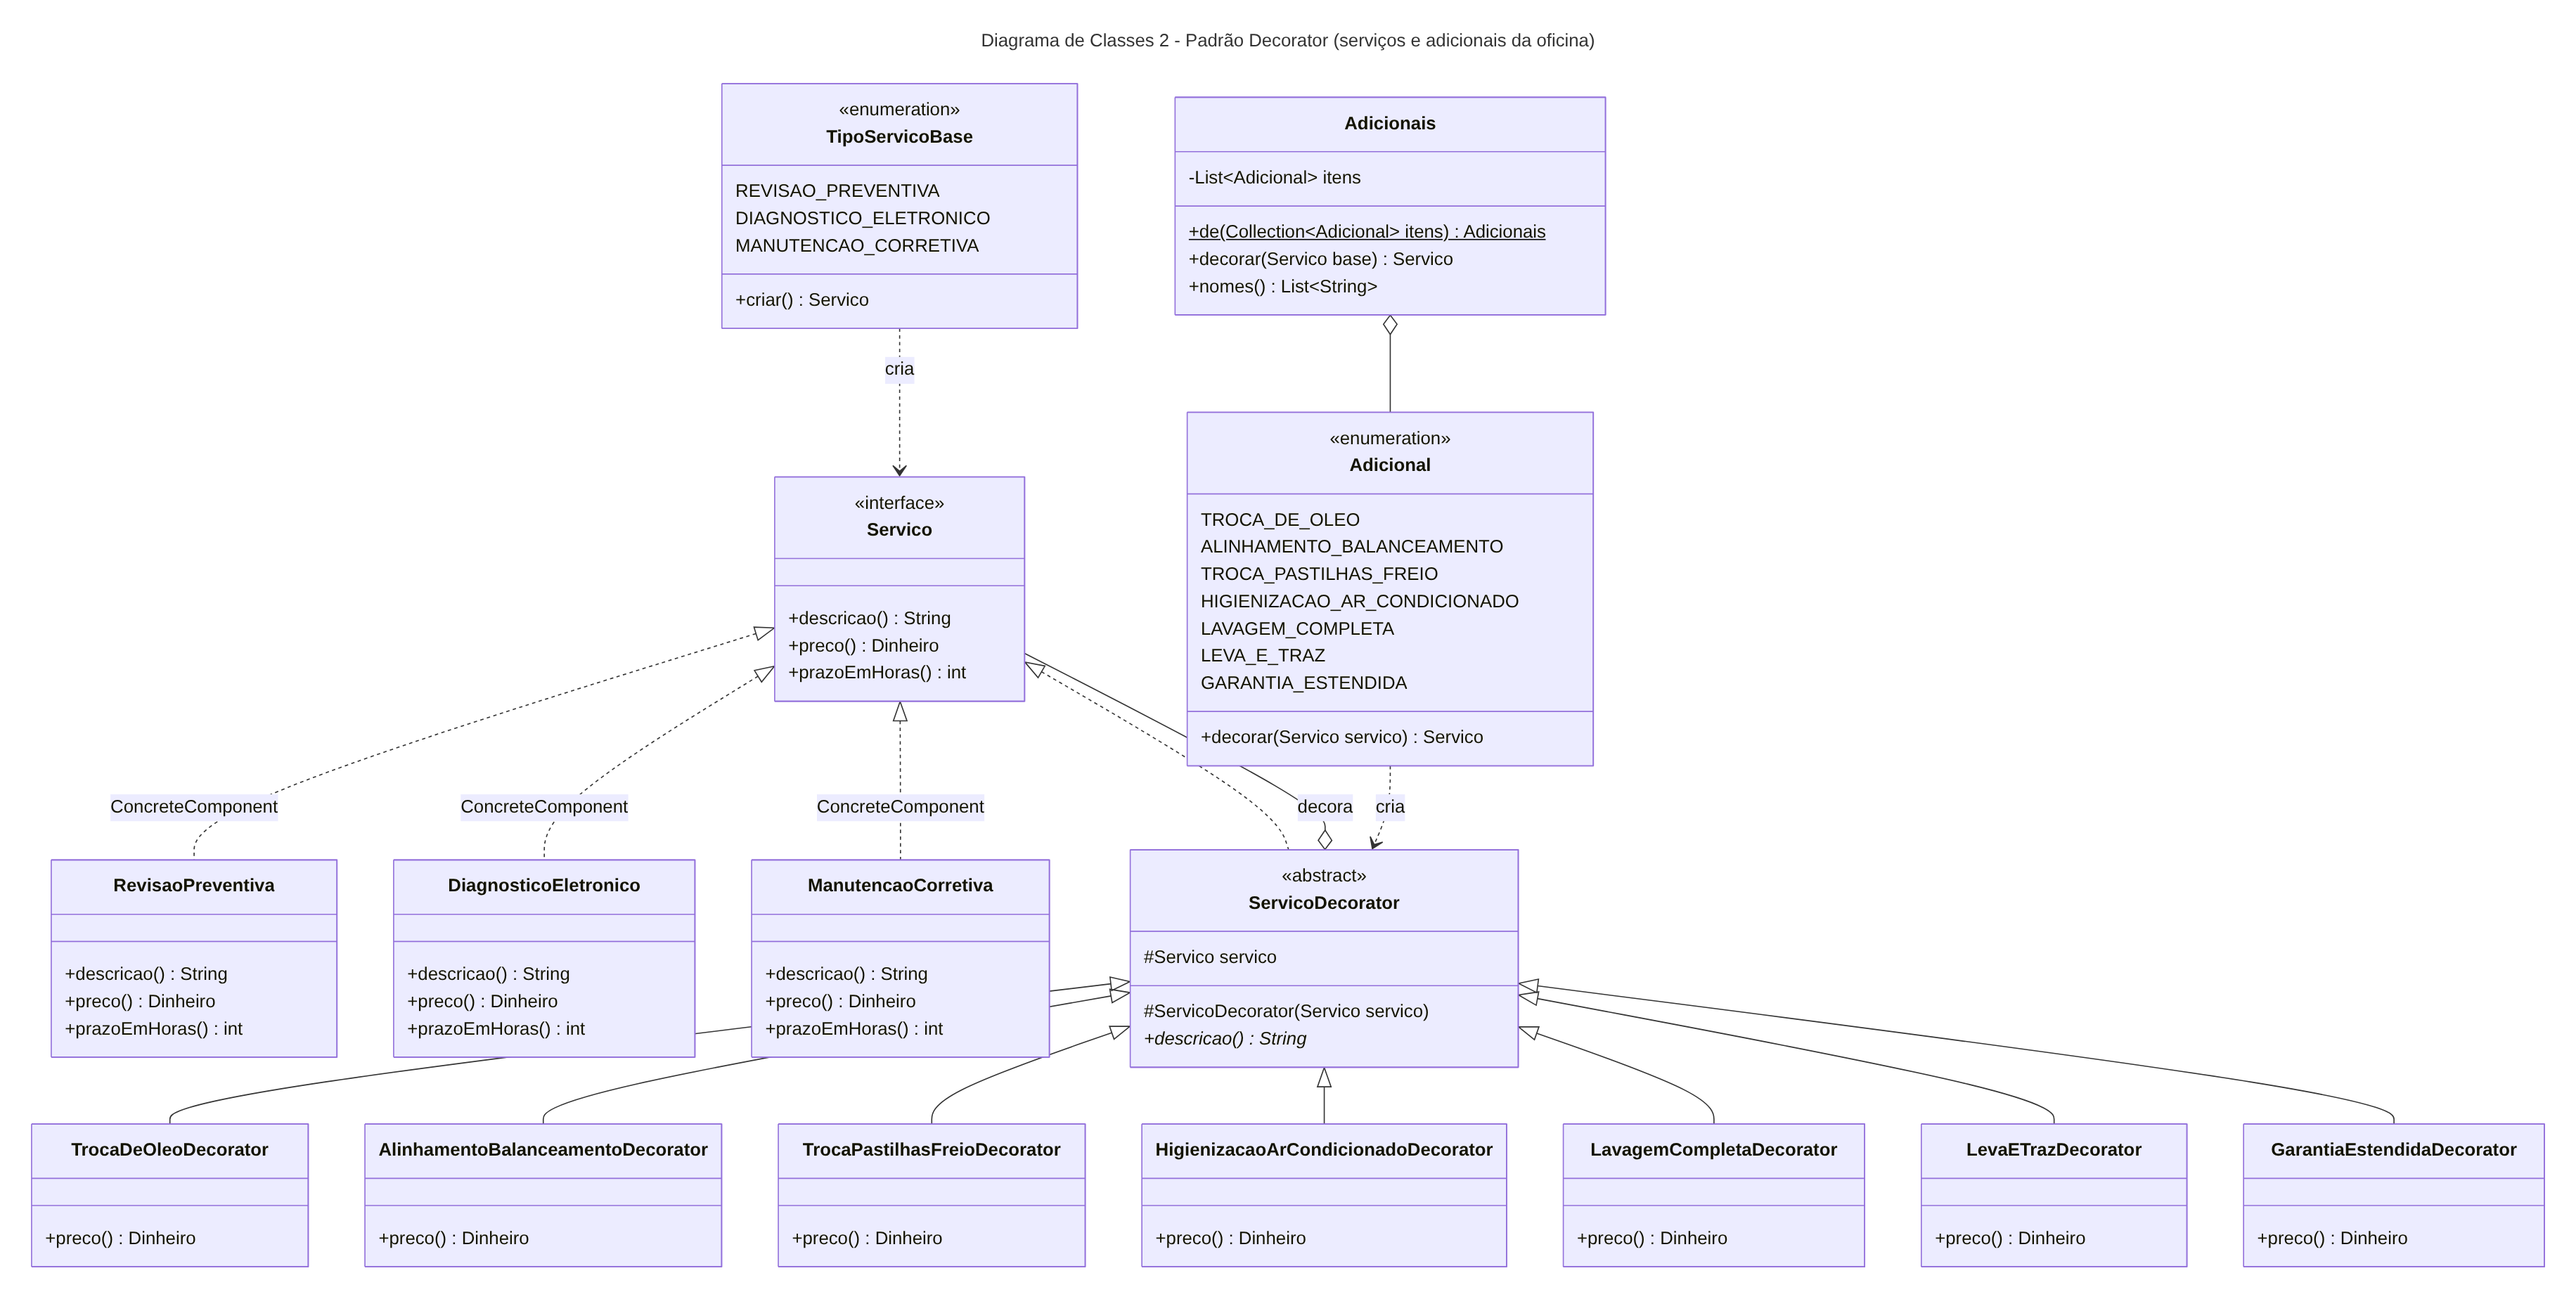 Diagrama de Classes 2 - Padrão Decorator (serviços e adicionais da oficina)
«enumeration»
TipoServicoBase
REVISAO_PREVENTIVA
DIAGNOSTICO_ELETRONICO
MANUTENCAO_CORRETIVA
+criar() : Servico
Adicionais
-List<Adicional> itens
+de(Collection<Adicional> itens) : Adicionais
+decorar(Servico base) : Servico
+nomes() : List<String>
cria
«interface»
Servico
+descricao() : String
+preco() : Dinheiro
+prazoEmHoras() : int
«enumeration»
Adicional
TROCA_DE_OLEO
ALINHAMENTO_BALANCEAMENTO
TROCA_PASTILHAS_FREIO
HIGIENIZACAO_AR_CONDICIONADO
LAVAGEM_COMPLETA
LEVA_E_TRAZ
GARANTIA_ESTENDIDA
+decorar(Servico servico) : Servico
ConcreteComponent
ConcreteComponent
ConcreteComponent
decora
cria
RevisaoPreventiva
+descricao() : String
+preco() : Dinheiro
+prazoEmHoras() : int
DiagnosticoEletronico
+descricao() : String
+preco() : Dinheiro
+prazoEmHoras() : int
ManutencaoCorretiva
+descricao() : String
+preco() : Dinheiro
+prazoEmHoras() : int
«abstract»
ServicoDecorator
#Servico servico
#ServicoDecorator(Servico servico)
+descricao() : String
TrocaDeOleoDecorator
+preco() : Dinheiro
AlinhamentoBalanceamentoDecorator
+preco() : Dinheiro
TrocaPastilhasFreioDecorator
+preco() : Dinheiro
HigienizacaoArCondicionadoDecorator
+preco() : Dinheiro
LavagemCompletaDecorator
+preco() : Dinheiro
LevaETrazDecorator
+preco() : Dinheiro
GarantiaEstendidaDecorator
+preco() : Dinheiro